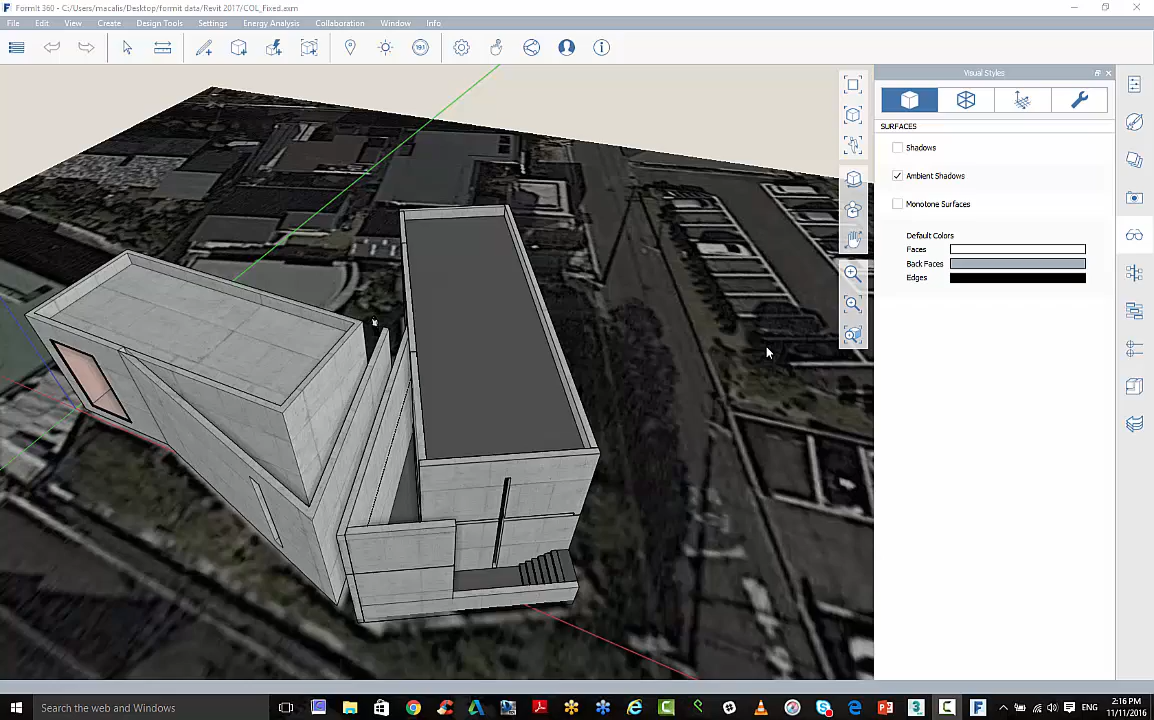 FormIt 360 - C:/Users/macalis/Desktop/formit data/Revit 2017/COL_Fixed.axm
File Edit View Create Design Tools Settings Energy Analysis Collaboration Window Info
Visual Styles
SURFACES
Shadows
Ambient Shadows
Monotone Surfaces
Default Colors
Faces
Back Faces
Edges
Search the web and Windows
ENG
2:16 PM
11/11/2016